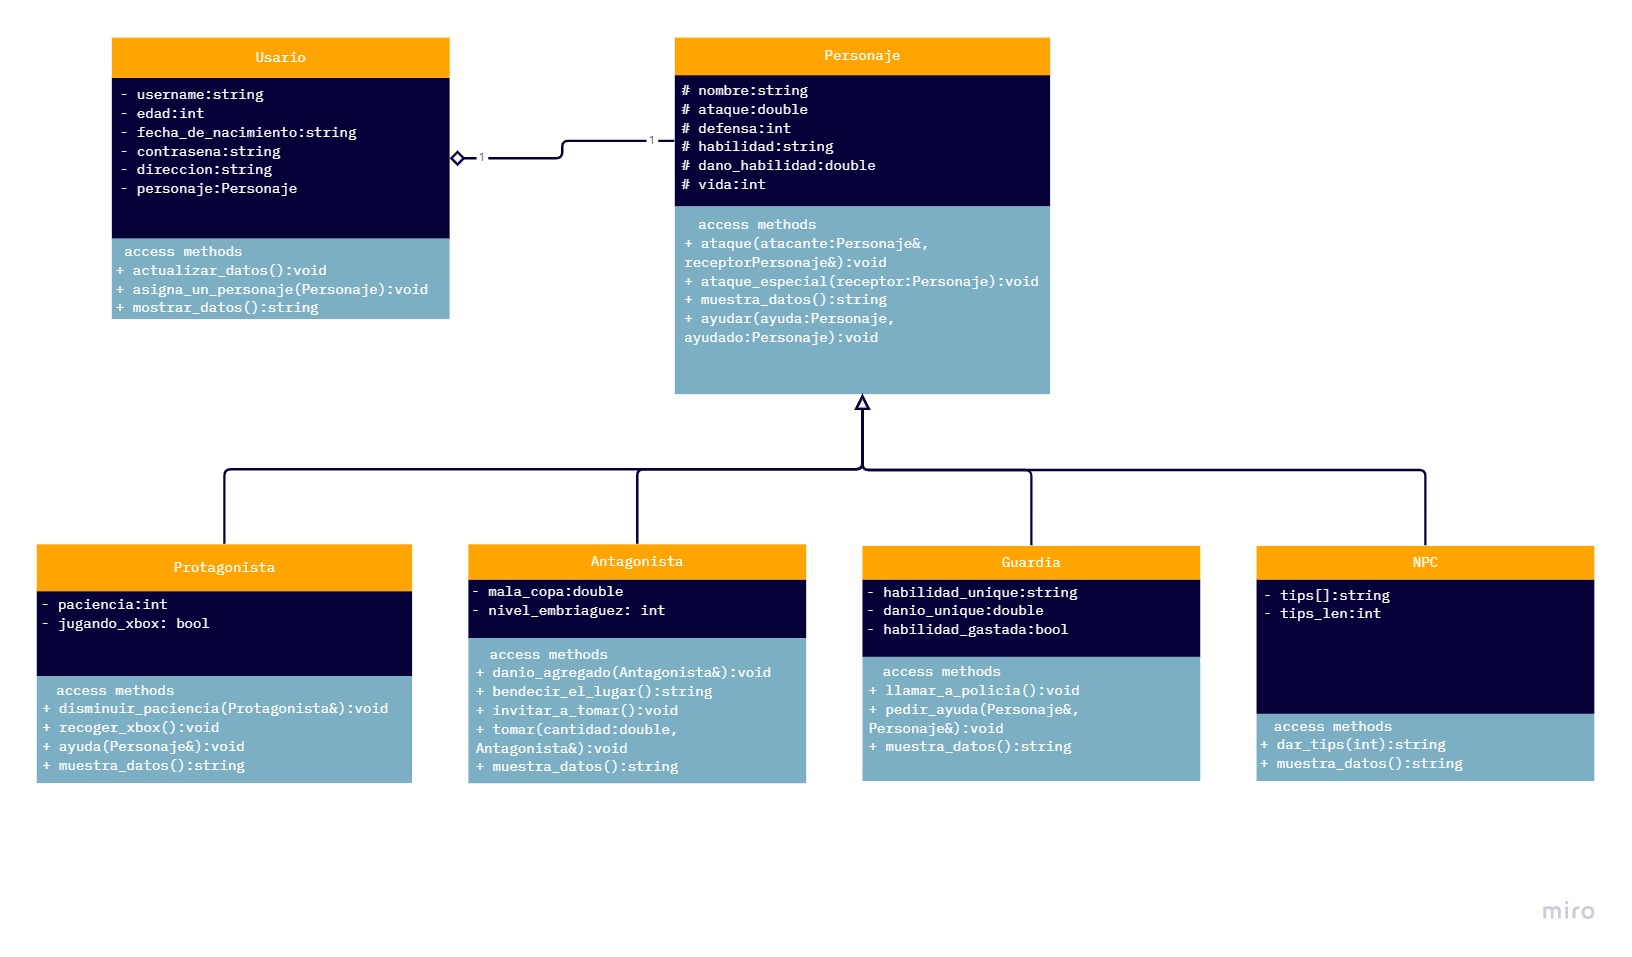 Usario
- username:string
- edad:int
- fecha_de_nacimiento:string
- contrasena:string
- direccion:string
- personaje:Personaje
access methods
+ actualizar_datos():void
+ asigna_un_personaje(Personaje):void
+ mostrar_datos():string
1
1
Personaje
# nombre:string
# ataque:double
# defensa:int
# habilidad:string
# dano_habilidad:double
# vida:int
access methods
+ ataque(atacante:Personaje&,
receptorPersonaje&):void
+ ataque_especial(receptor:Personaje):void
+ muestra_datos():string
+ ayudar(ayuda:Personaje,
ayudado:Personaje):void
Protagonista
- paciencia:int
- jugando_xbox: bool
access methods
+ disminuir_paciencia(Protagonista&):void
+ recoger_xbox():void
+ ayuda(Personaje&):void
+ muestra_datos():string
Antagonista
- mala_copa:double
- nivel_embriaguez: int
access methods
+ danio_agregado(Antagonista&):void
+ bendecir_el_lugar():string
+ invitar_a_tomar():void
+ tomar(cantidad:double,
Antagonista&):void
+ muestra_datos():string
Guardia
- habilidad_unique:string
- danio_unique:double
- habilidad_gastada:bool
access methods
+ llamar_a_policia():void
+ pedir_ayuda(Personaje&,
Personaje&):void
+ muestra_datos():string
NPC
- tips[]:string
- tips_len:int
access methods
+ dar_tips(int):string
+ muestra_datos():string
miro